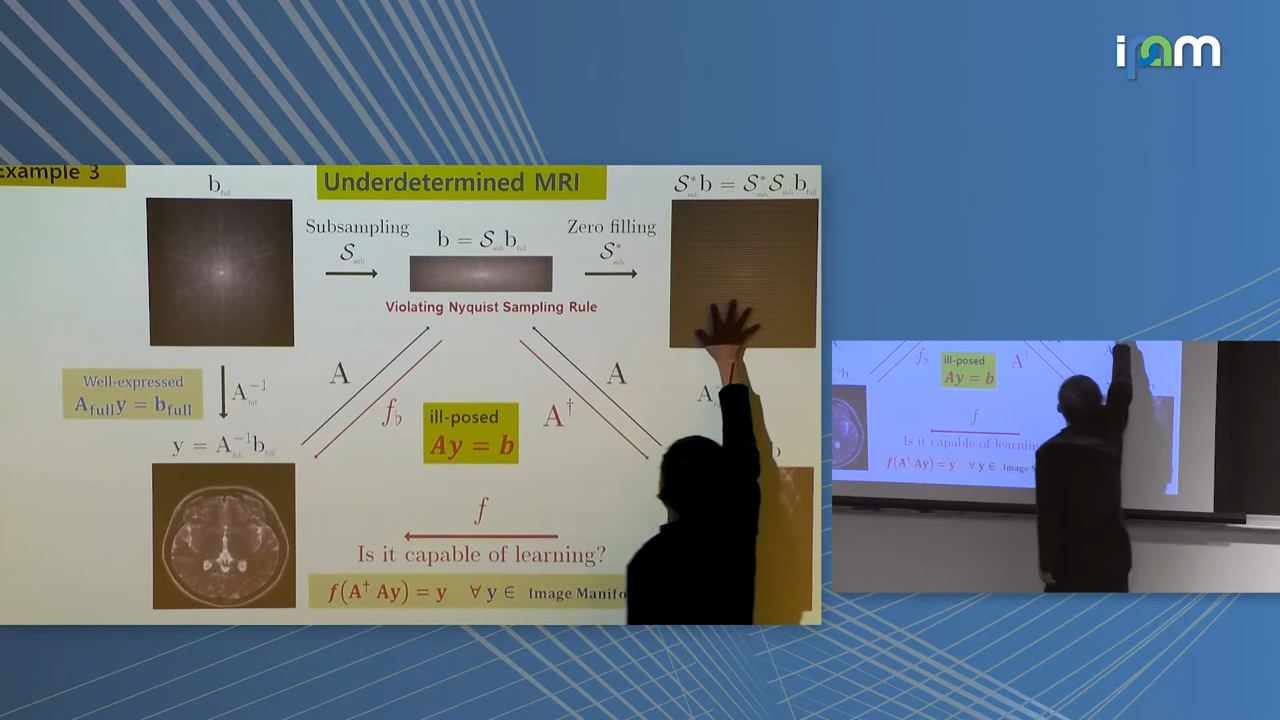 ipam
Example 3
Underdetermined MRI
b_full
Subsampling
S_sub
b = S_sub b_full
Zero filling
S*_sub
S*_sub b = S*_sub S_sub b_full
Violating Nyquist Sampling Rule
Well-expressed
A_full y = b_full
A^-1_full
y = A^-1_full b_full
A
f♭
ill-posed
Ay = b
A†
A
f
Is it capable of learning?
f(A† Ay) = y ∀ y ∈ Image Manifo
f♭
ill-posed
Ay = b
A†
f
Is it capable of learnin
f(A† Ay) = y ∀ y ∈ Image